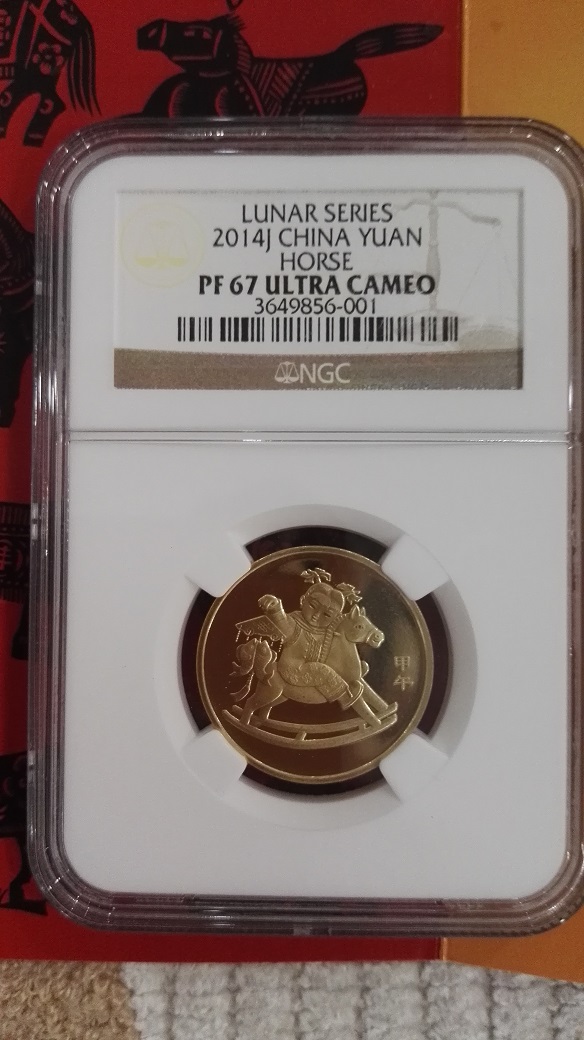 LUNAR SERIES
2014J CHINA YUAN
HORSE
PF 67 ULTRA CAMEO
3649856-001
NGC
甲午